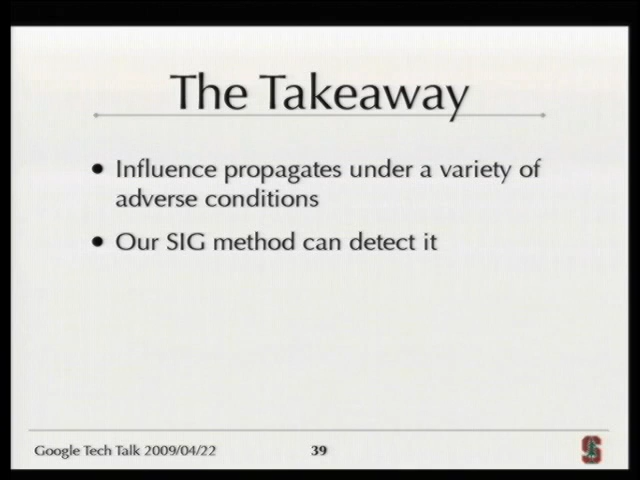 The Takeaway
• Influence propagates under a variety of
adverse conditions
• Our SIG method can detect it
Google Tech Talk 2009/04/22 39
S